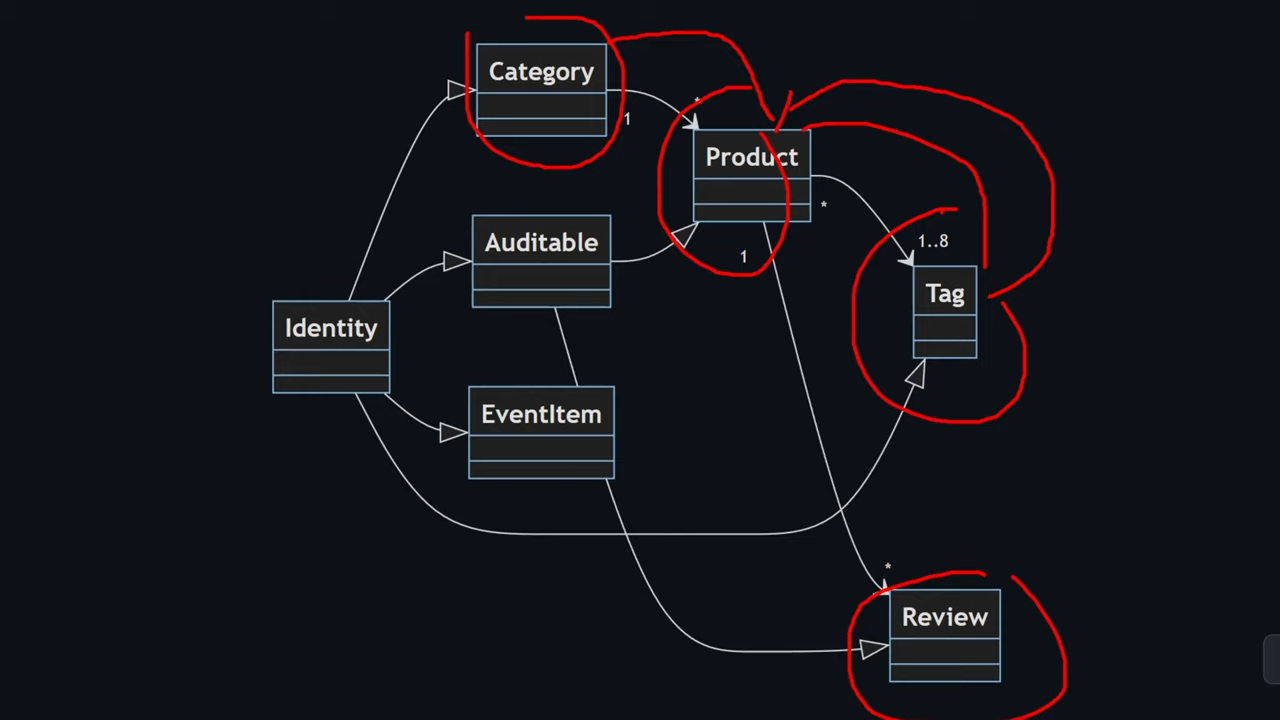 Category
1
*
Product
*
Auditable
1..8
1
Tag
Identity
EventItem
*
Review